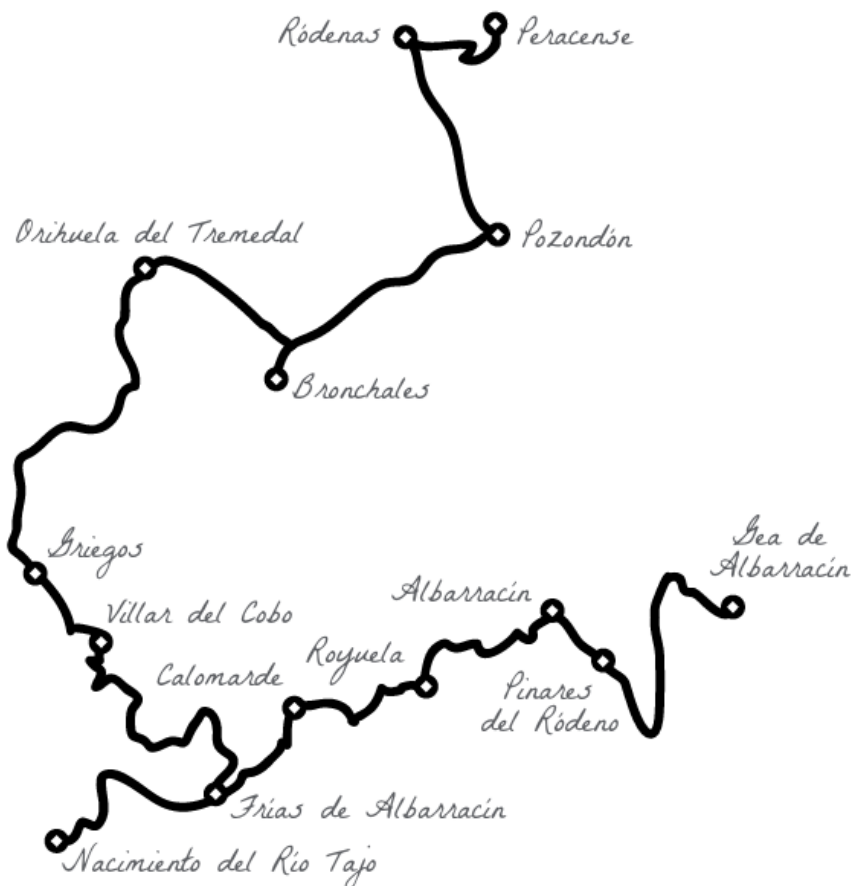 Ródenas
Peracense
Orihuela del Tremedal
Pozondón
Bronchales
Griegos
Gea de
Albarracín
Villar del Cobo
Albarracín
Calomarde
Royuela
Pinares
del Ródeno
Frías de Albarracín
Nacimiento del Río Tajo